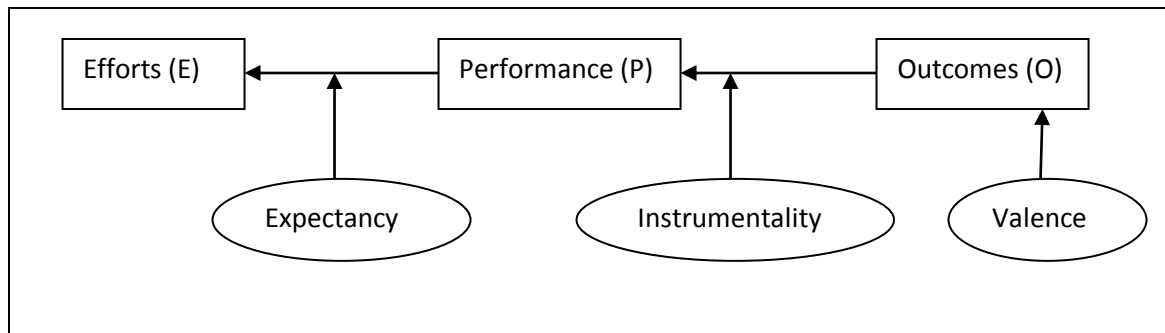 Efforts (E)
Performance (P)
Outcomes (O)
Expectancy
Instrumentality
Valence